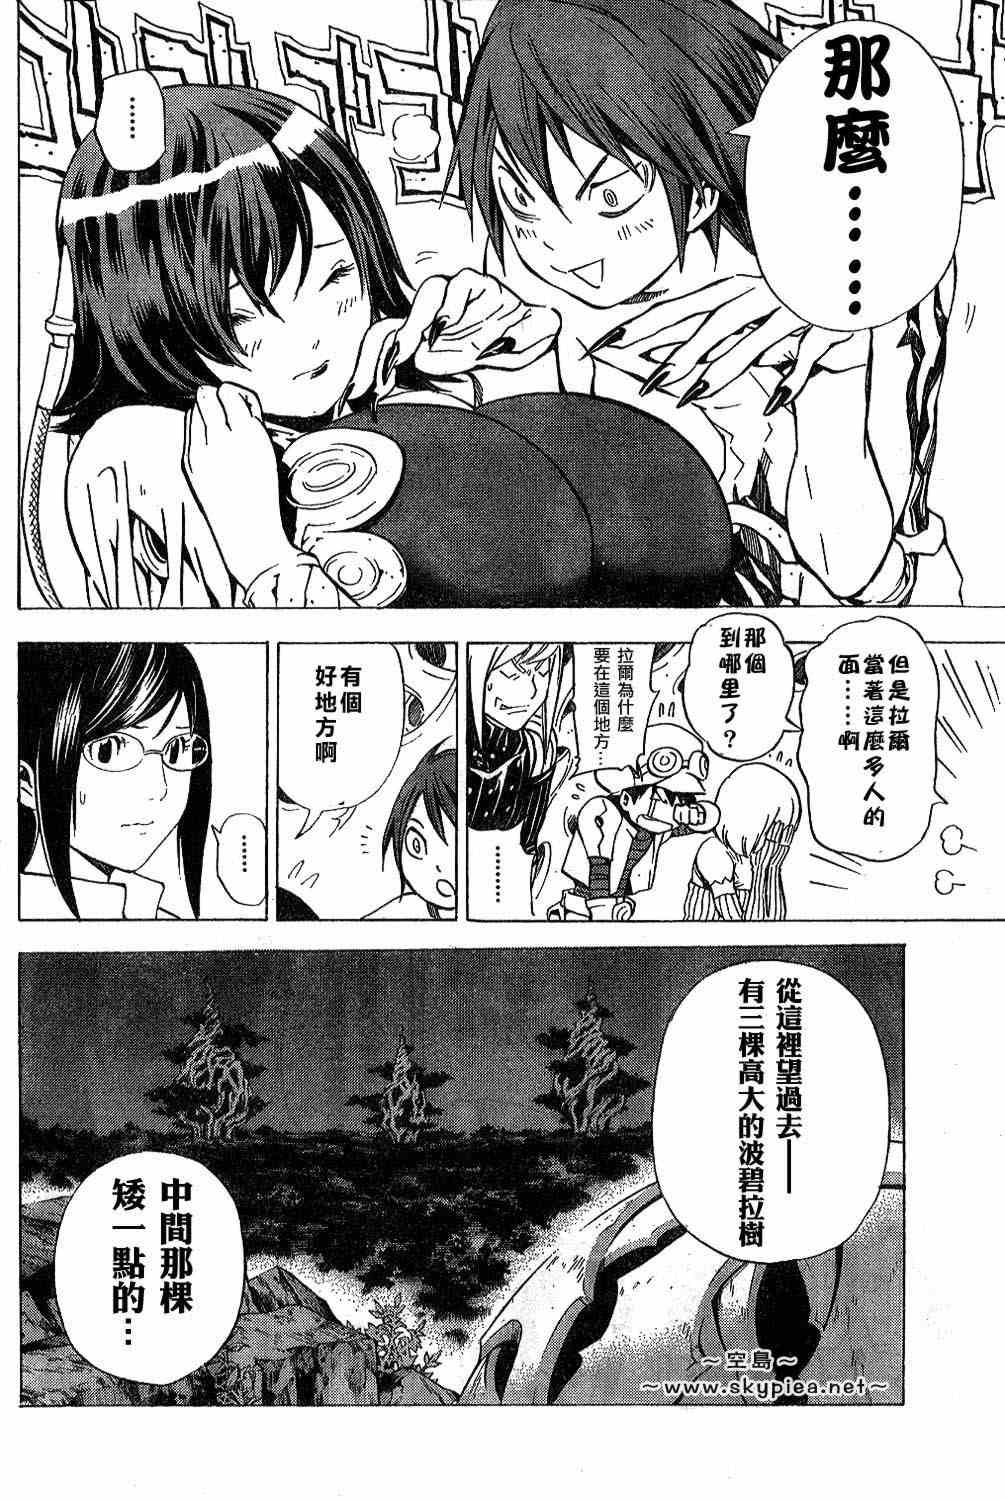 那麼……
……
但是拉爾
當著這麼多人的
面……啊
那個
到哪里了?
拉爾為什麼
要在這個地方…
………
有個
好地方啊
……
從這裡望過去——
有三棵高大的波碧拉樹
中間那棵
矮一點的…
～空島～
～www.skypiea.net～